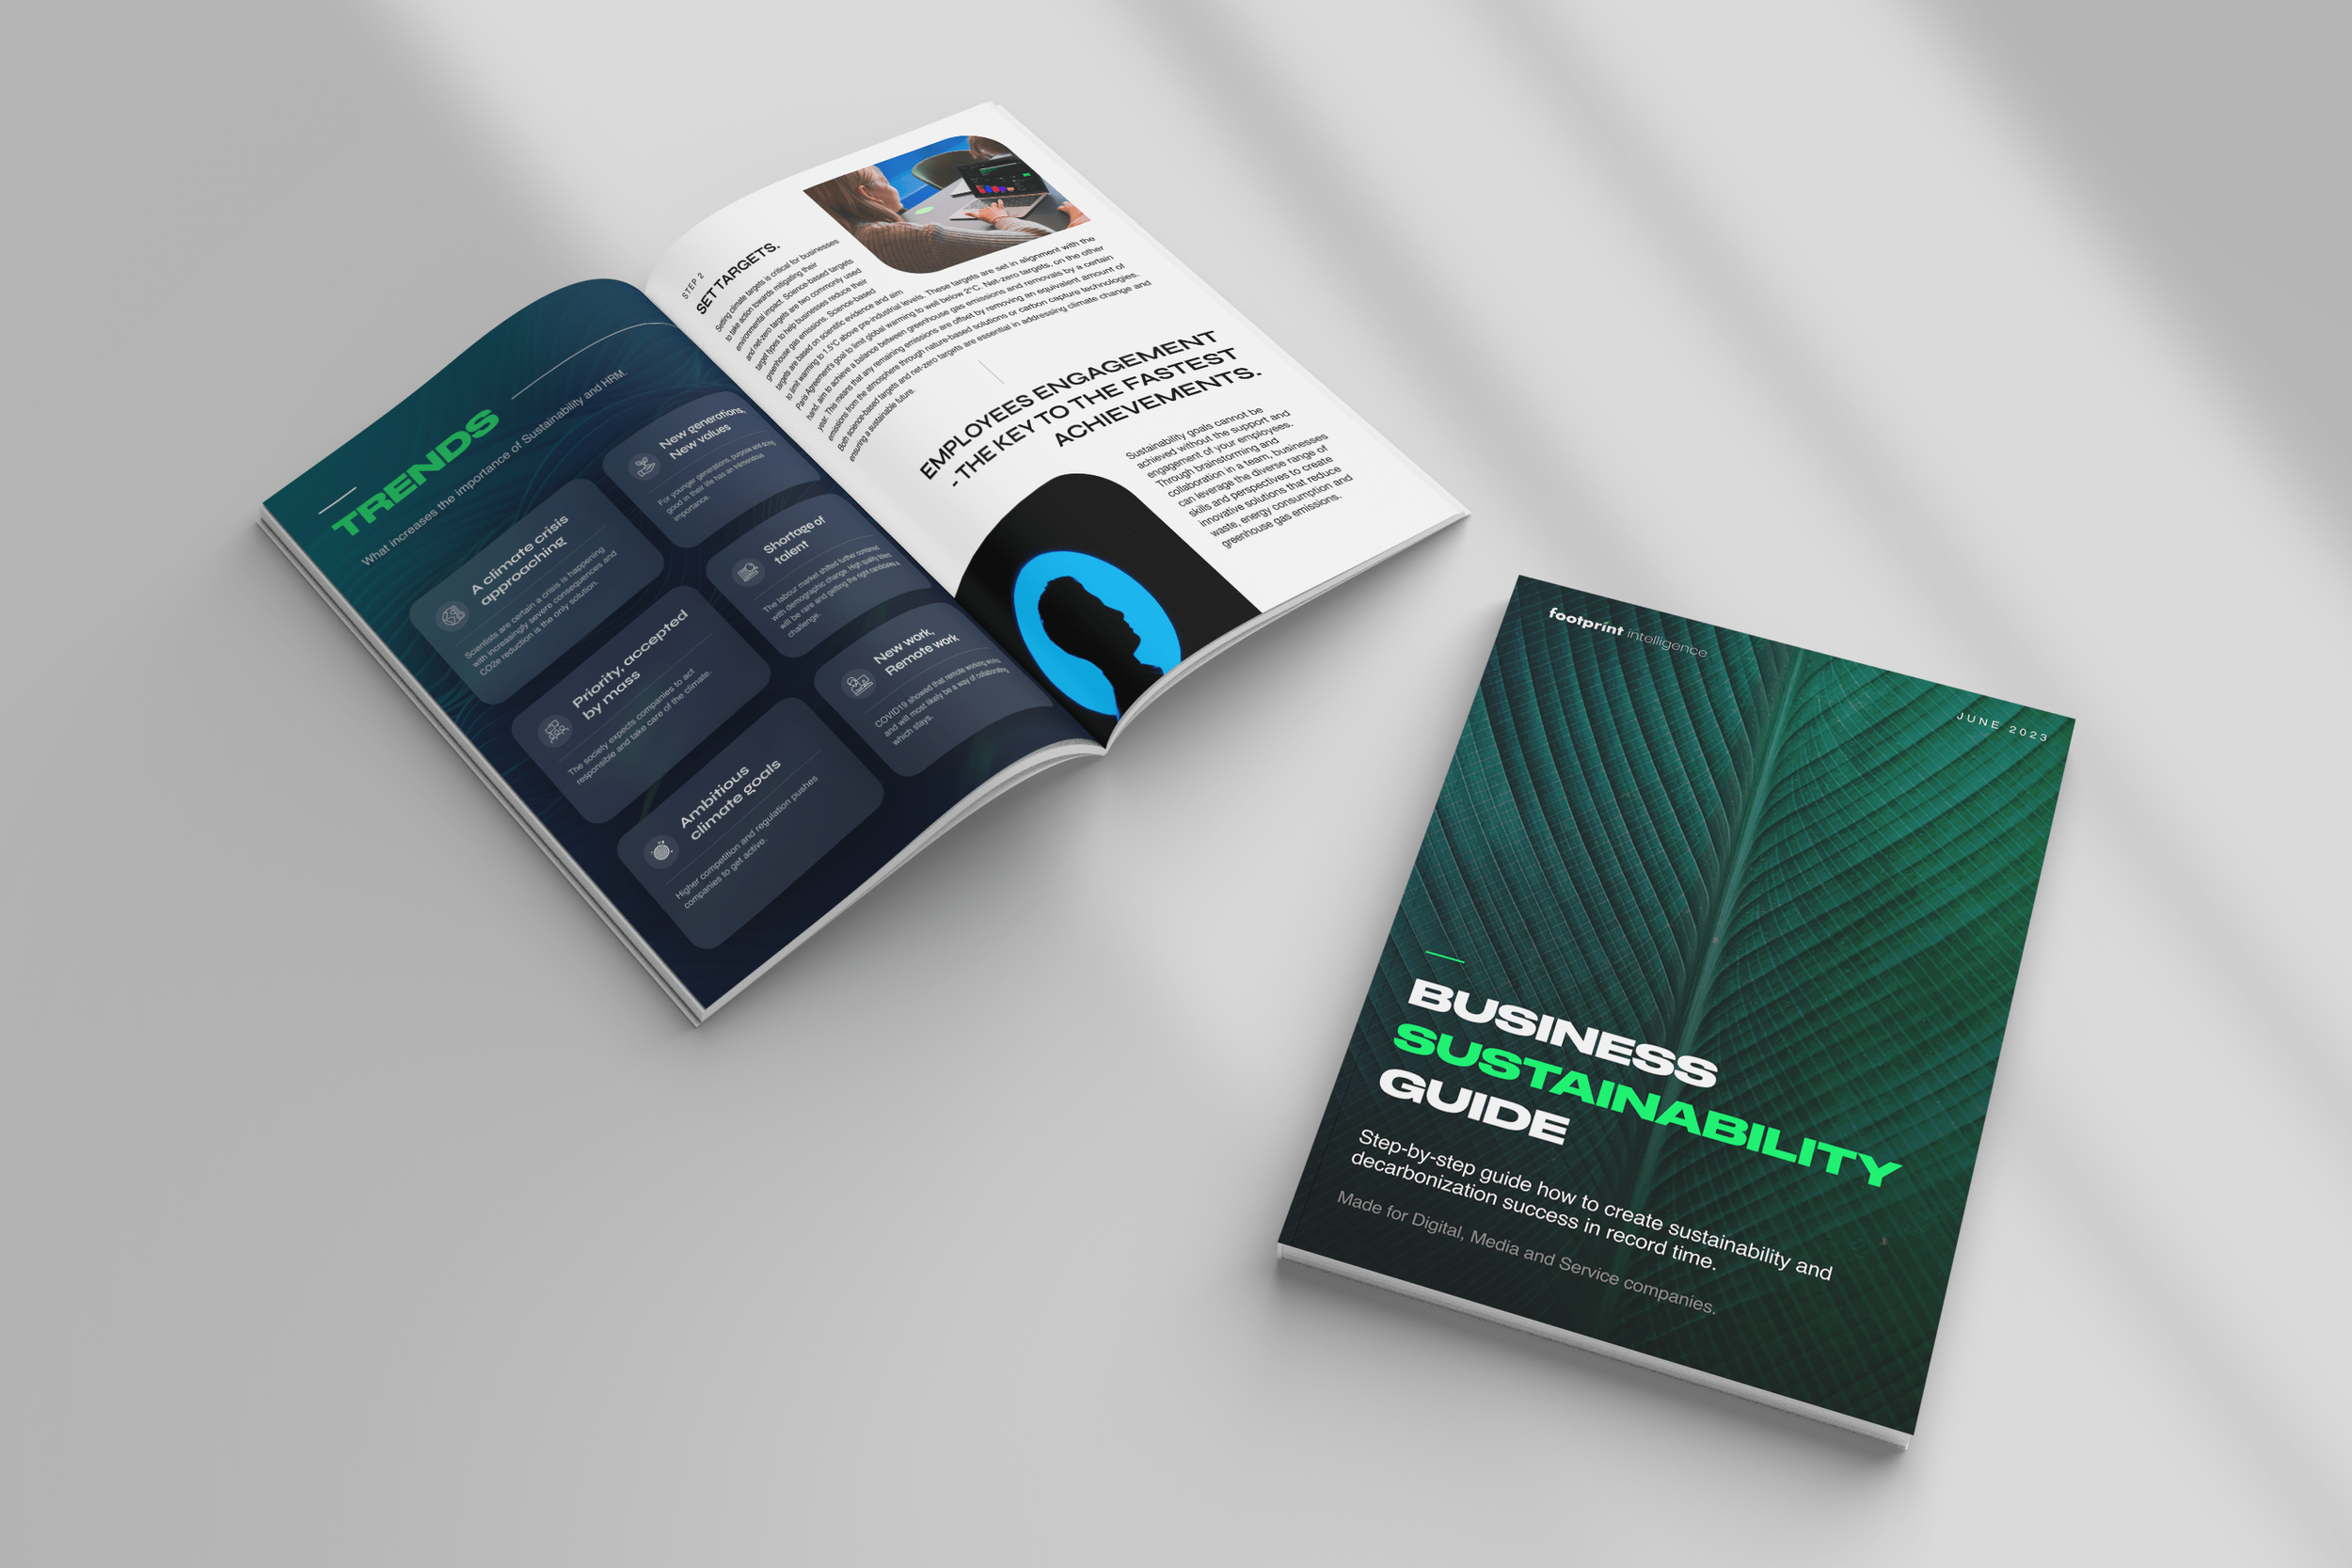 TRENDS
What increases the importance of Sustainability and HRM.
A climate crisis
approaching
Scientists are certain a crisis is happening
with increasingly severe consequences and
CO2e reduction is the only solution.
New generations,
New values
For younger generations, purpose and doing
good in their life has an tremendous
importance.
Priority, accepted
by mass
The society expects companies to act
responsible and take care of the climate.
Shortage of
talent
The labour market shifted further combined
with demographic change. High quality titles
will be rare and getting the right candidates a
challenge.
Ambitious
climate goals
Higher competition and regulation pushes
companies to get active.
New work,
Remote work
COVID19 showed that remote working works
and will most likely be a way of collaborating
which stays.
STEP 2
SET TARGETS.
Setting climate targets is critical for businesses
to take action towards mitigating their
environmental impact. Science-based targets
and net-zero targets are two commonly used
target types to help businesses reduce their
greenhouse gas emissions. Science-based
targets are based on scientific evidence and aim
to limit warming to 1.5°C above pre-industrial levels. These targets are set in alignment with the
Paris Agreement's goal to limit global warming to well below 2°C. Net-zero targets, on the other
hand, aim to achieve a balance between greenhouse gas emissions and removals by a certain
year. This means that any remaining emissions are offset by removing an equivalent amount of
emissions from the atmosphere through nature-based solutions or carbon capture technologies.
Both science-based targets and net-zero targets are essential in addressing climate change and
ensuring a sustainable future.
EMPLOYEES ENGAGEMENT
- THE KEY TO THE FASTEST
ACHIEVEMENTS.
Sustainability goals cannot be
achieved without the support and
engagement of your employees.
Through brainstorming and
collaboration in a team, businesses
can leverage the diverse range of
skills and perspectives to create
innovative solutions that reduce
waste, energy consumption and
greenhouse gas emissions.
footprint intelligence
JUNE 2023
BUSINESS
SUSTAINABILITY
GUIDE
Step-by-step guide how to create sustainability and
decarbonization success in record time.
Made for Digital, Media and Service companies.